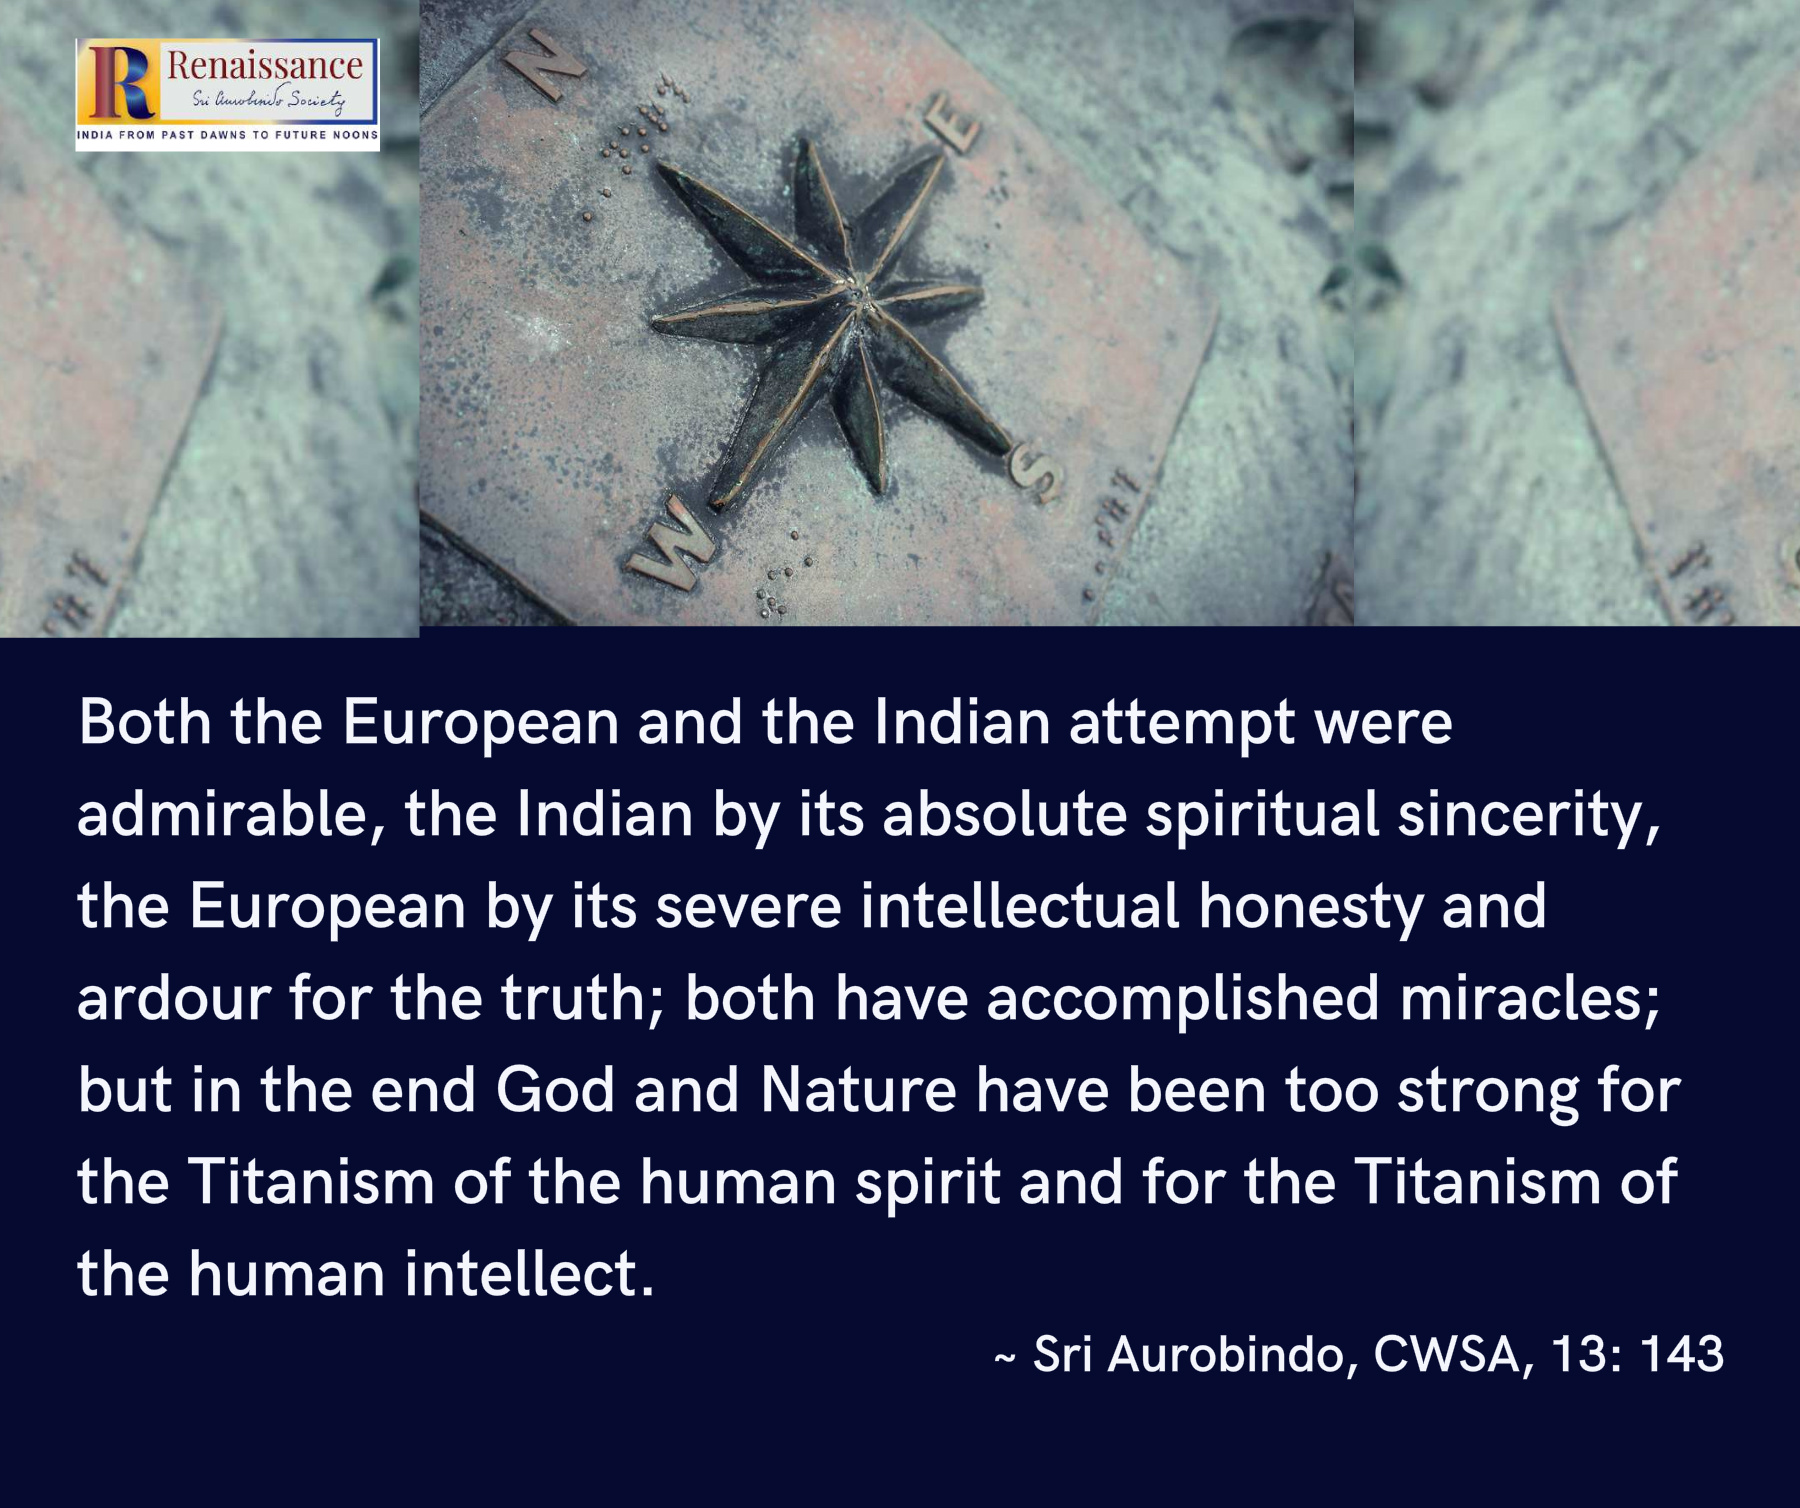 R Renaissance
Sri Aurobindo Society
INDIA FROM PAST DAWNS TO FUTURE NOONS
N
E
W
S
Both the European and the Indian attempt were
admirable, the Indian by its absolute spiritual sincerity,
the European by its severe intellectual honesty and
ardour for the truth; both have accomplished miracles;
but in the end God and Nature have been too strong for
the Titanism of the human spirit and for the Titanism of
the human intellect.
~ Sri Aurobindo, CWSA, 13: 143